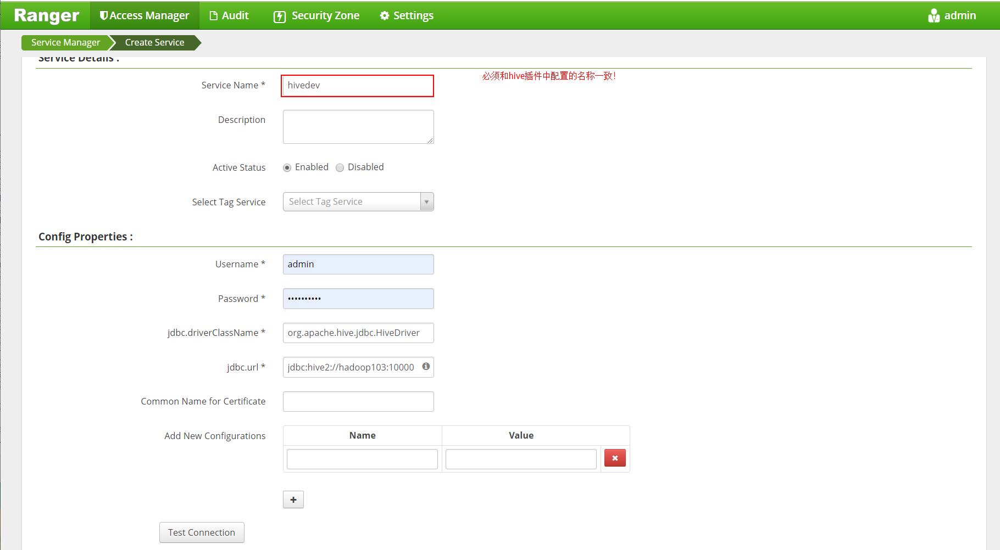 Ranger Access Manager Audit Security Zone Settings admin
Service Manager Create Service
Service Details :
必须和hive插件中配置的名称一致!
Service Name * hivedev
Description
Active Status Enabled Disabled
Select Tag Service Select Tag Service
Config Properties :
Username * admin
Password * ••••••••••
jdbc.driverClassName * org.apache.hive.jdbc.HiveDriver
jdbc.url * jdbc:hive2://hadoop103:10000
Common Name for Certificate
Add New Configurations Name Value
Test Connection